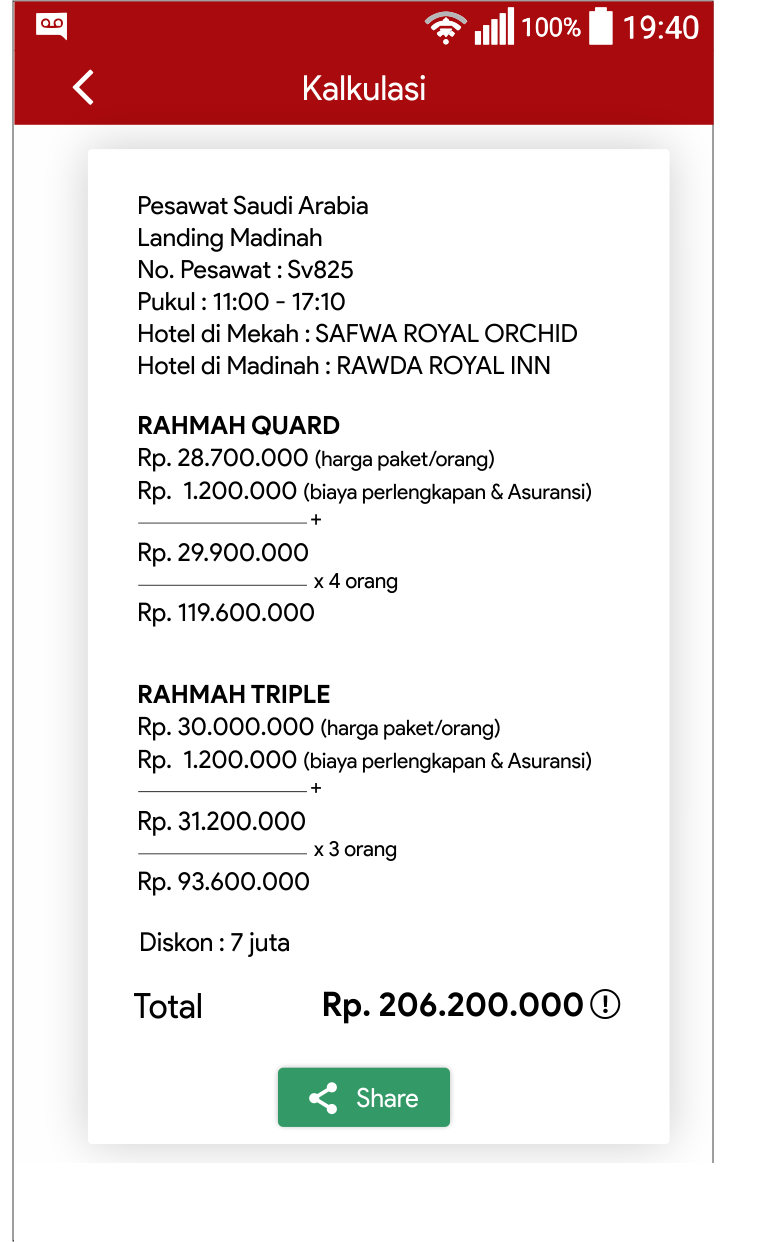 100% 19:40
Kalkulasi
Pesawat Saudi Arabia
Landing Madinah
No. Pesawat : Sv825
Pukul : 11:00 - 17:10
Hotel di Mekah : SAFWA ROYAL ORCHID
Hotel di Madinah : RAWDA ROYAL INN
RAHMAH QUARD
Rp. 28.700.000 (harga paket/orang)
Rp. 1.200.000 (biaya perlengkapan & Asuransi)
+
Rp. 29.900.000
x 4 orang
Rp. 119.600.000
RAHMAH TRIPLE
Rp. 30.000.000 (harga paket/orang)
Rp. 1.200.000 (biaya perlengkapan & Asuransi)
+
Rp. 31.200.000
x 3 orang
Rp. 93.600.000
Diskon : 7 juta
Total Rp. 206.200.000
Share